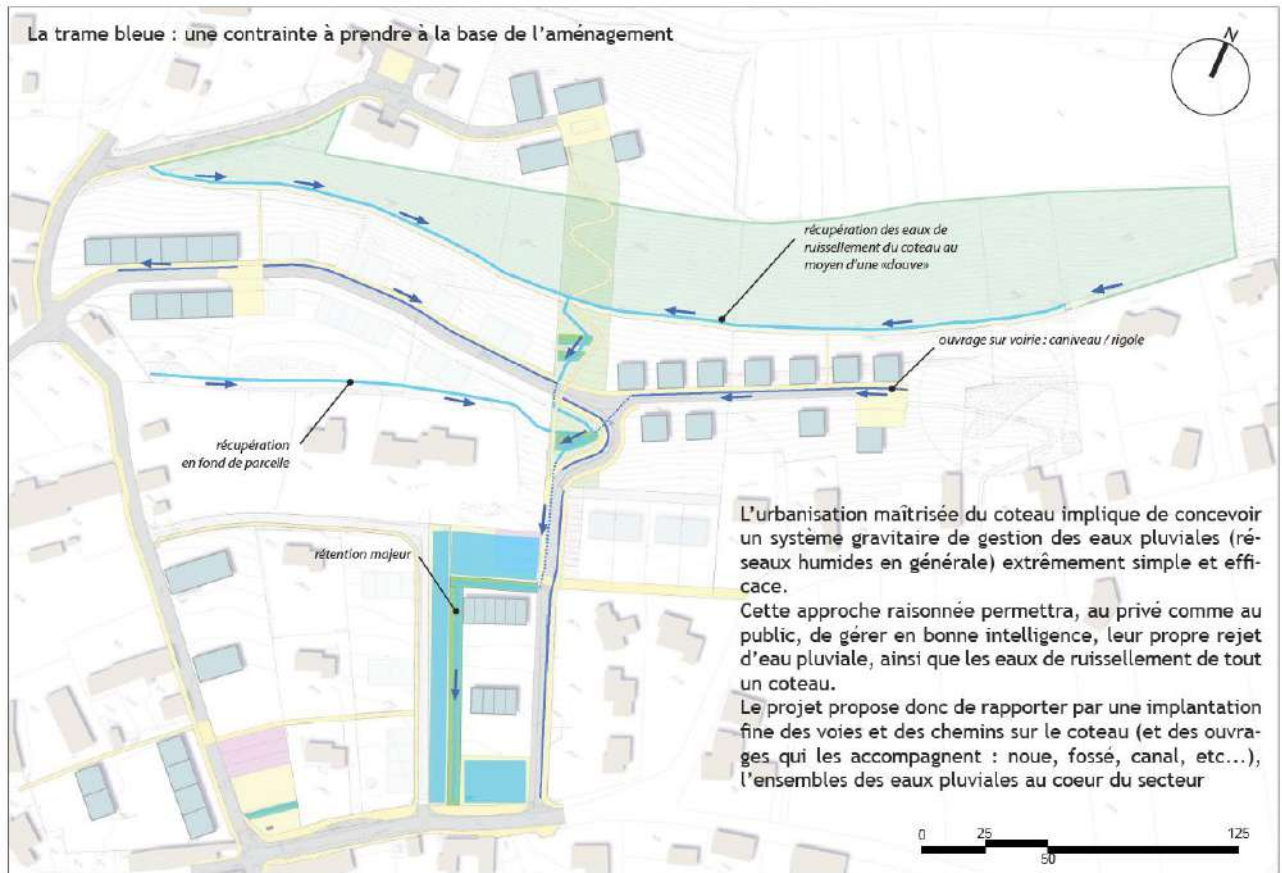 La trame bleue : une contrainte à prendre à la base de l'aménagement
N
récupération des eaux de
ruissellement du coteau au
moyen d'une «douve»
ouvrage sur voirie : caniveau / rigole
récupération
en fond de parcelle
rétention majeur
L'urbanisation maîtrisée du coteau implique de concevoir
un système gravitaire de gestion des eaux pluviales (ré-
seaux humides en générale) extrêmement simple et effi-
cace.
Cette approche raisonnée permettra, au privé comme au
public, de gérer en bonne intelligence, leur propre rejet
d'eau pluviale, ainsi que les eaux de ruissellement de tout
un coteau.
Le projet propose donc de rapporter par une implantation
fine des voies et des chemins sur le coteau (et des ouvra-
ges qui les accompagnent : noue, fossé, canal, etc...),
l'ensembles des eaux pluviales au coeur du secteur
0 25 125
50